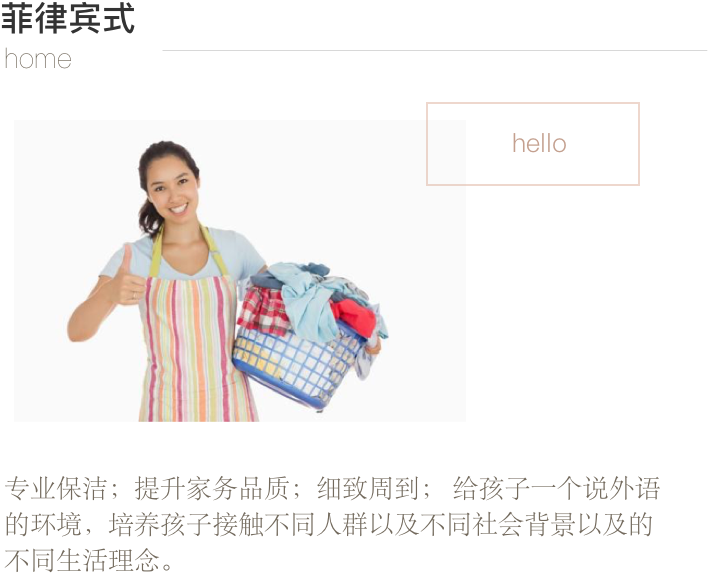 菲律宾式
home
hello
专业保洁；提升家务品质；细致周到； 给孩子一个说外语
的环境，培养孩子接触不同人群以及不同社会背景以及的
不同生活理念。